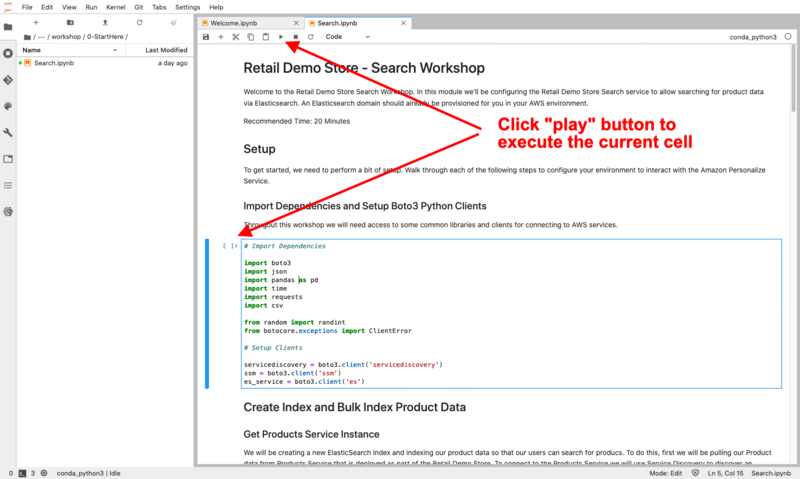 File Edit View Run Kernel Git Tabs Settings Help
Welcome.ipynb
Search.ipynb
Code
conda_python3
/ ··· / workshop / 0-StartHere /
Name
Last Modified
Search.ipynb
a day ago
Retail Demo Store - Search Workshop
Welcome to the Retail Demo Store Search Workshop. In this module we'll be configuring the Retail Demo Store Search service to allow searching for product data
via Elasticsearch. An Elasticsearch domain should already be provisioned for you in your AWS environment.
Recommended Time: 20 Minutes
Click "play" button to
execute the current cell
Setup
To get started, we need to perform a bit of setup. Walk through each of the following steps to configure your environment to interact with the Amazon Personalize
Service.
Import Dependencies and Setup Boto3 Python Clients
Througout this workshop we will need access to some common libraries and clients for connecting to AWS services.
[ ]:
# Import Dependencies
import boto3
import json
import pandas as pd
import time
import requests
import csv
from random import randint
from botocore.exceptions import ClientError
# Setup Clients
servicediscovery = boto3.client('servicediscovery')
ssm = boto3.client('ssm')
es_service = boto3.client('es')
Create Index and Bulk Index Product Data
Get Products Service Instance
We will be creating a new ElasticSearch Index and indexing our product data so that our users can search for producs. To do this, first we will be pulling our Product
data from Products Service that is deployed as part of the Retail Demo Store. To connect to the Products Service we will use Service Discovery to discover an
0
3
conda_python3 | Idle
Mode: Edit
Ln 5, Col 15
Search.ipynb